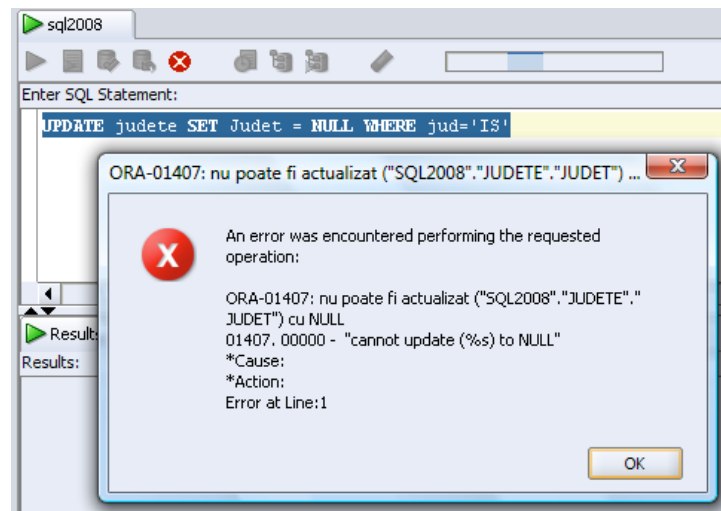 sql2008
Enter SQL Statement:
UPDATE judete SET Judet = NULL WHERE jud='IS'
ORA-01407: nu poate fi actualizat ("SQL2008"."JUDETE"."JUDET") ...
An error was encountered performing the requested
operation:
ORA-01407: nu poate fi actualizat ("SQL2008"."JUDETE"."
JUDET") cu NULL
01407. 00000 - "cannot update (%s) to NULL"
*Cause:
*Action:
Error at Line:1
OK
Results: